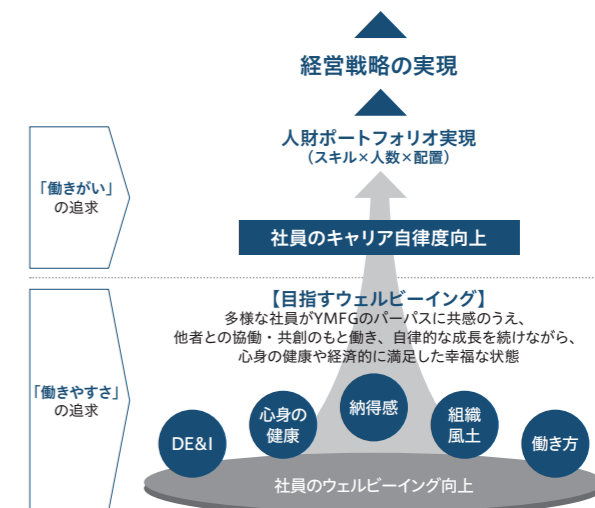 経営戦略の実現
人財ポートフォリオ実現
（スキル×人数×配置）
「働きがい」
の追求
社員のキャリア自律度向上
【目指すウェルビーイング】
多様な社員がYMFGのパーパスに共感のうえ、
他者との協働・共創のもと働き、自律的な成長を続けながら、
心身の健康や経済的に満足した幸福な状態
「働きやすさ」
の追求
DE&I
心身の
健康
納得感
組織
風土
働き方
社員のウェルビーイング向上